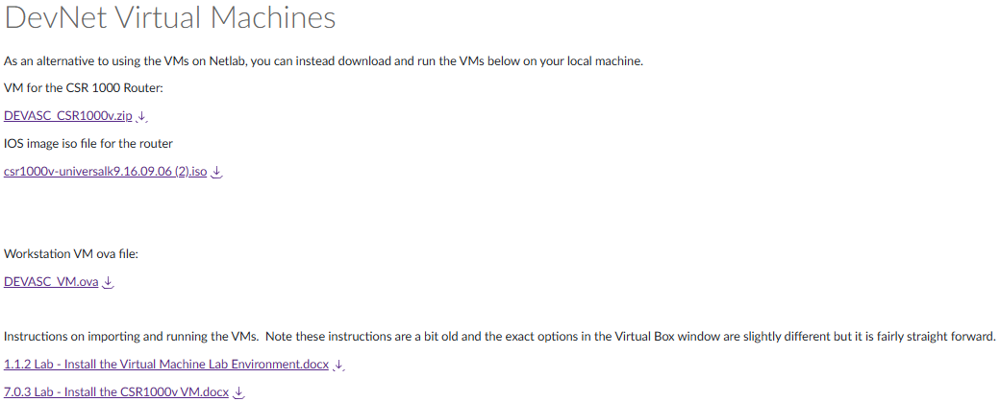 DevNet Virtual Machines
As an alternative to using the VMs on Netlab, you can instead download and run the VMs below on your local machine.
VM for the CSR 1000 Router:
DEVASC_CSR1000v.zip
IOS image iso file for the router
csr1000v-universalk9.16.09.06 (2).iso
Workstation VM ova file:
DEVASC_VM.ova
Instructions on importing and running the VMs.  Note these instructions are a bit old and the exact options in the Virtual Box window are slightly different but it is fairly straight forward.
1.1.2 Lab - Install the Virtual Machine Lab Environment.docx
7.0.3 Lab - Install the CSR1000v VM.docx